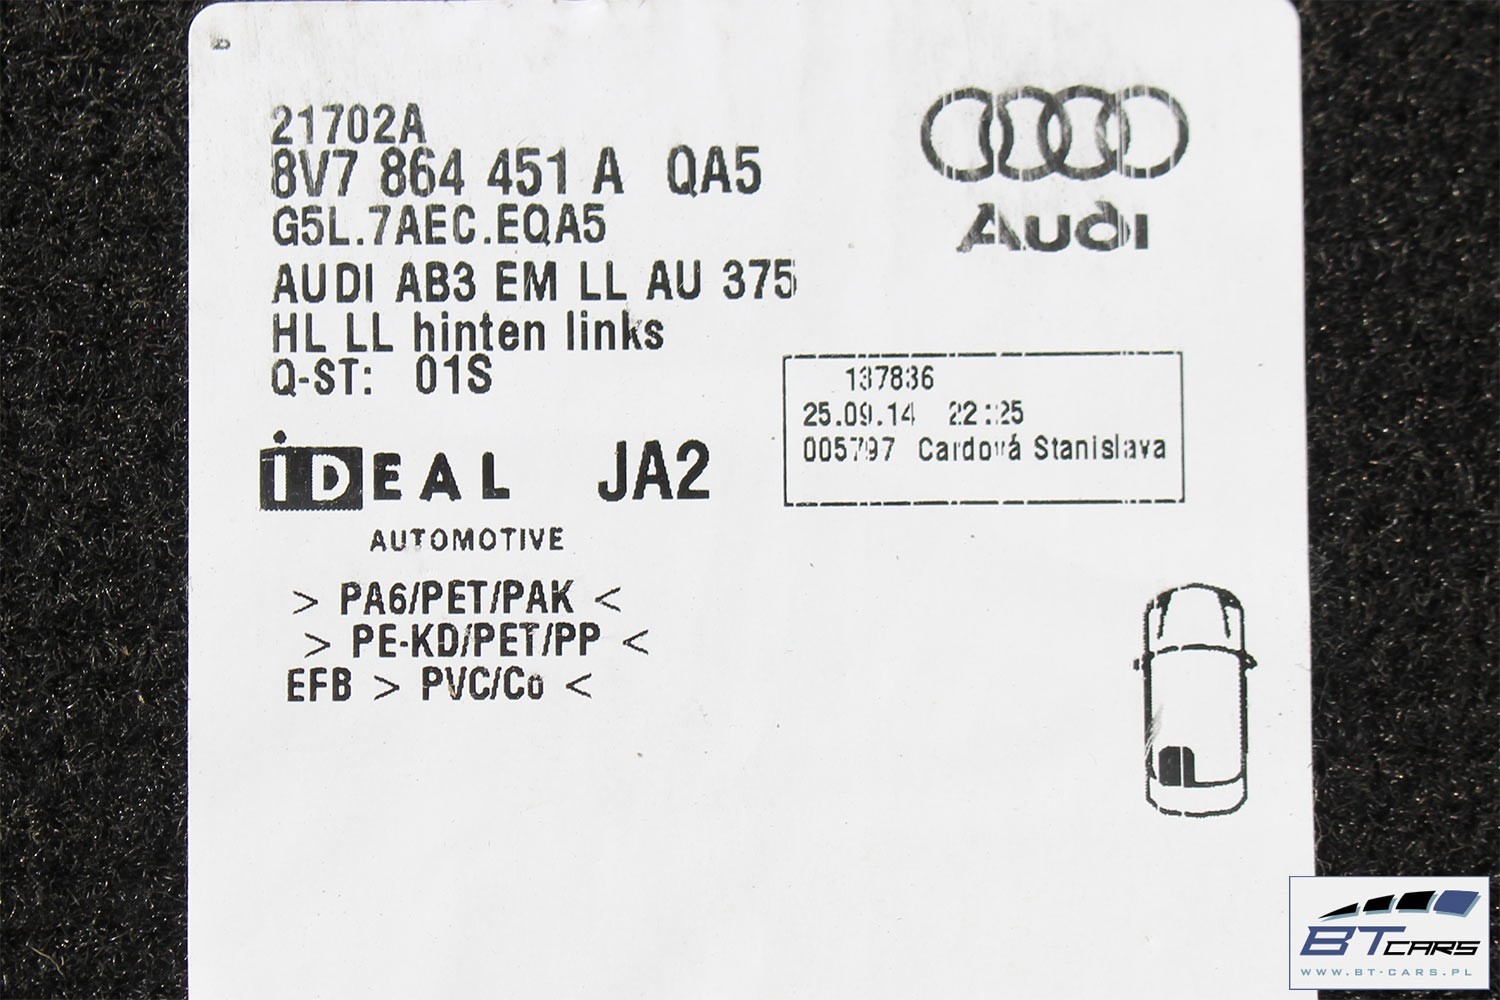 21702A
8V7 864 451 A QA5
G5L.7AEC.EQA5
AUDI AB3 EM LL AU 375
HL LL hinten links
Q-ST: 01S
Audi
137836
25.09.14 22:25
005797 Cardová Stanislava
iDEAL JA2
AUTOMOTIVE
> PA6/PET/PAK <
> PE-KD/PET/PP <
EFB > PVC/Co <
BT CARS
WWW.BT-CARS.PL